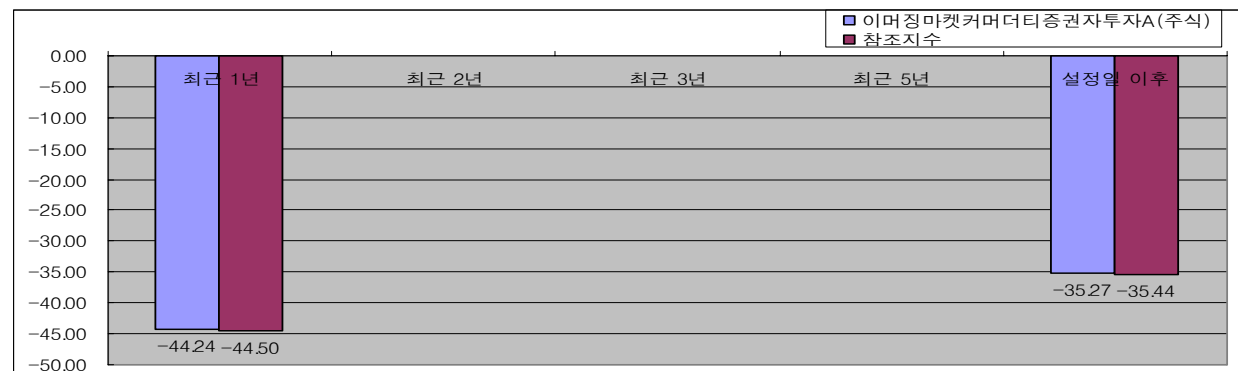 이머징마켓커머더티증권자투자A(주식)
참조지수
0.00
-5.00
-10.00
-15.00
-20.00
-25.00
-30.00
-35.00
-40.00
-45.00
-50.00
최근 1년
최근 2년
최근 3년
최근 5년
설정일 이후
-44.24
-44.50
-35.27
-35.44